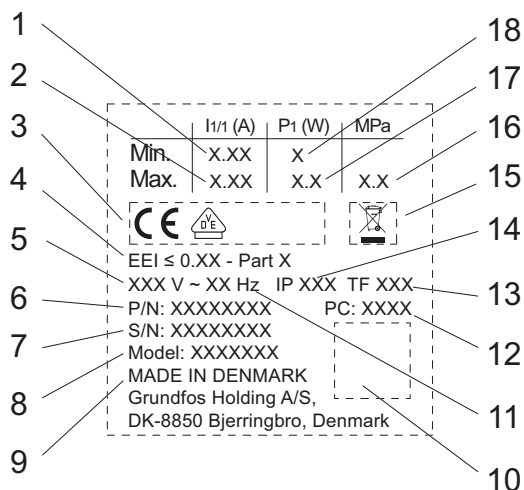 1
2
3
4
5
6
7
8
9
18
17
16
15
14
13
12
11
10
I1/1 (A) P1 (W) MPa
Min. X.XX X
Max. X.XX X.X X.X
CE DVE
EEI ≤ 0.XX - Part X
XXX V ~ XX Hz IP XXX TF XXX
P/N: XXXXXXXX PC: XXXX
S/N: XXXXXXXX
Model: XXXXXXX
MADE IN DENMARK
Grundfos Holding A/S,
DK-8850 Bjerringbro, Denmark